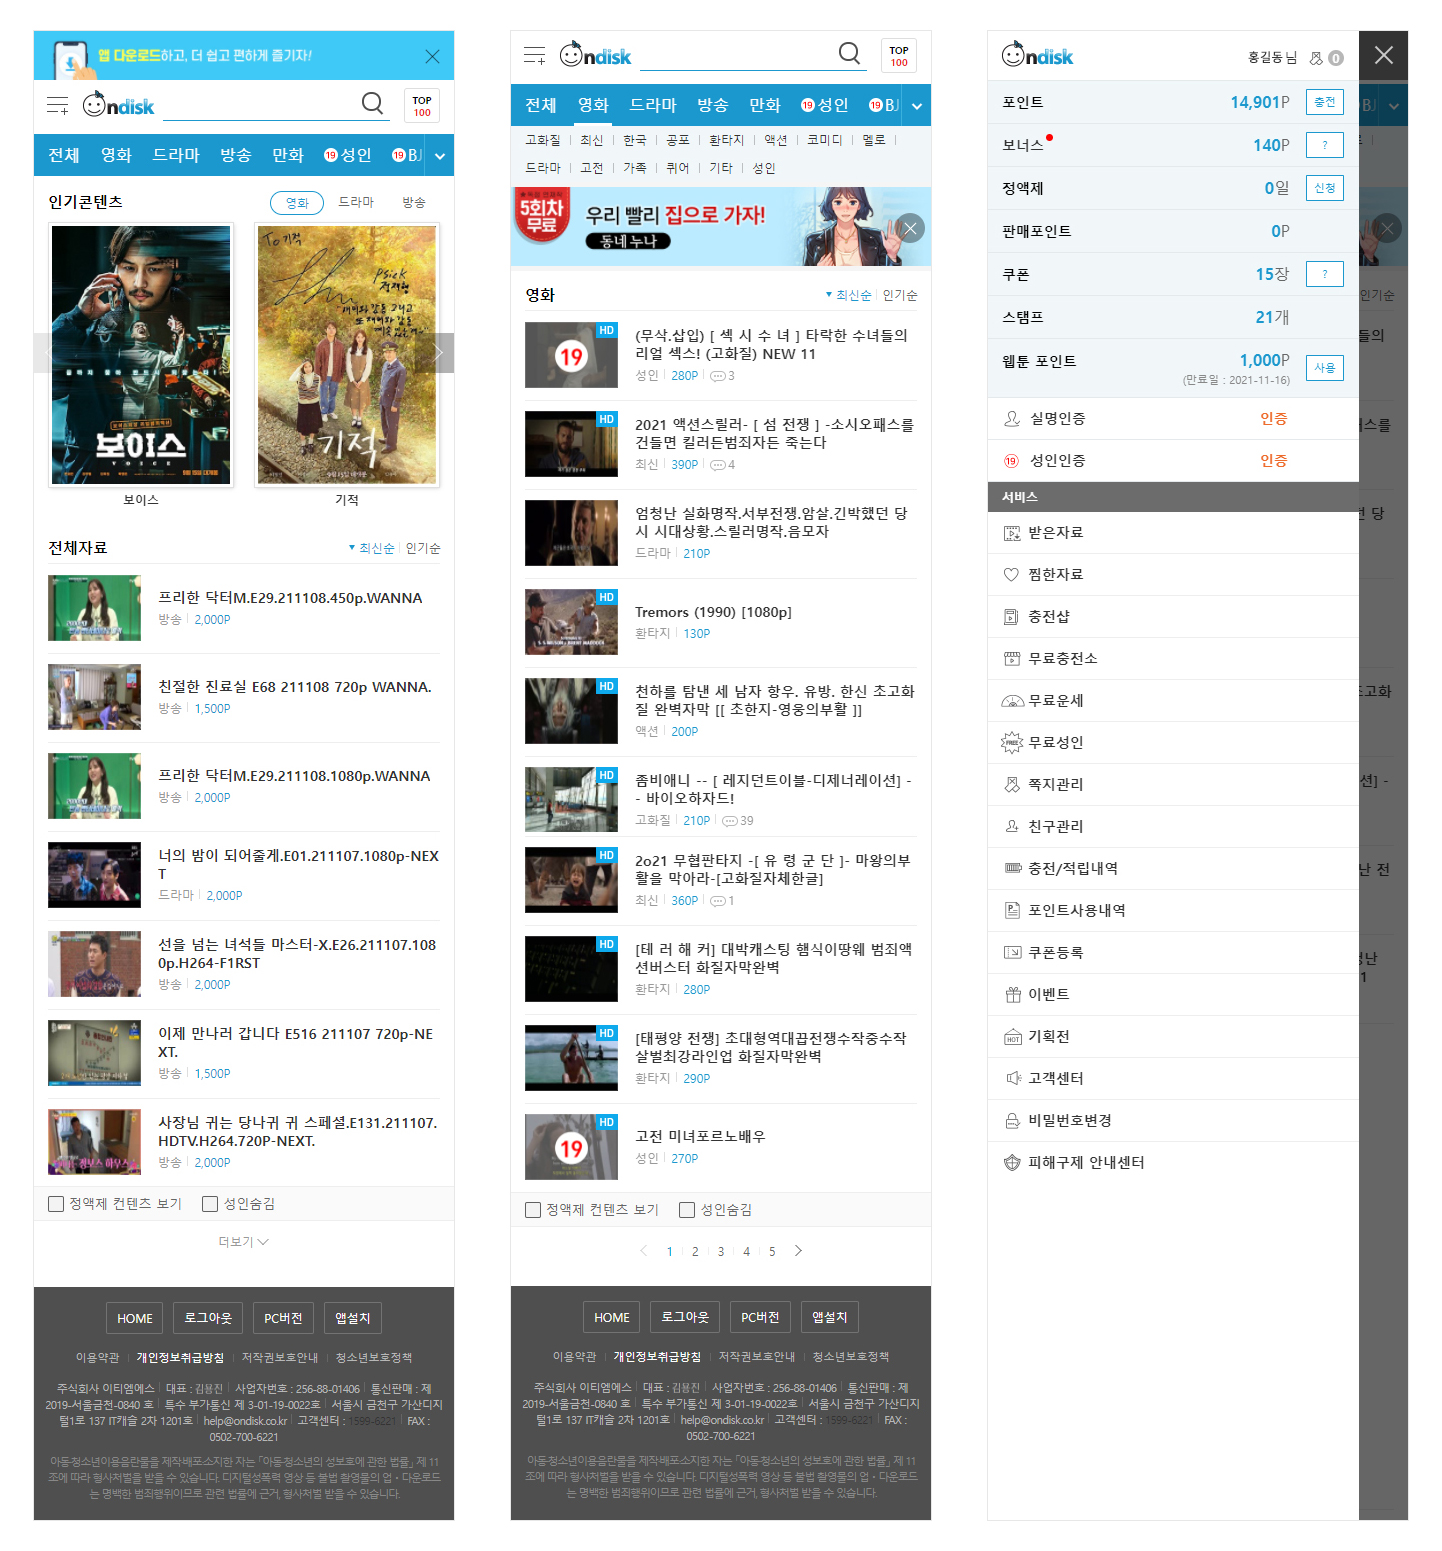 앱 다운로드하고, 더 쉽고 편하게 즐기자!
ndisk
TOP
100
전체 영화 드라마 방송 만화 19 성인 19 BJ
인기콘텐츠
영화 드라마 방송
To 기적
보이스
VOICE
기적
보이스
기적
전체자료
최신순 인기순
프리한 닥터M.E29.211108.450p.WANNA
방송 2,000P
친절한 진료실 E68 211108 720p WANNA.
방송 1,500P
프리한 닥터M.E29.211108.1080p.WANNA
방송 2,000P
너의 밤이 되어줄게.E01.211107.1080p-NEX
T
드라마 2,000P
선을 넘는 녀석들 마스터-X.E26.211107.108
0p.H264-F1RST
방송 2,000P
이제 만나러 갑니다 E516 211107 720p-NE
XT.
방송 1,500P
사장님 귀는 당나귀 귀 스페셜.E131.211107.
HDTV.H264.720P-NEXT.
방송 2,000P
정액제 컨텐츠 보기 성인숨김
더보기
HOME 로그아웃 PC버전 앱설치
이용약관 개인정보취급방침 저작권보호안내 청소년보호정책
주식회사 이티엠에스 대표 : 김용진 사업자번호 : 256-88-01406 통신판매 : 제
2019-서울금천-0840 호 특수 부가통신 제 3-01-19-0022호 서울시 금천구 가산디지
털1로 137 IT캐슬 2차 1201호 help@ondisk.co.kr 고객센터 : 1599-6221 FAX :
0502-700-6221
아동·청소년이용음란물을 제작·배포·소지한 자는 「아동·청소년의 성보호에 관한 법률」 제 11
조에 따라 형사처벌을 받을 수 있습니다. 디지털성폭력 영상 등 불법 촬영물의 업·다운로드
는 명백한 범죄행위이므로 관련 법률에 근거, 형사처벌 받을 수 있습니다.
ndisk
TOP
100
전체 영화 드라마 방송 만화 19 성인 19 BJ
고화질 최신 한국 공포 환타지 액션 코미디 멜로
드라마 고전 가족 퀴어 기타 성인
5회차
무료
우리 빨리 집으로 가자!
동네 누나
영화
최신순 인기순
HD
19
(무삭.삽입) [ 섹 시 수 녀 ] 타락한 수녀들의
리얼 섹스! (고화질) NEW 11
성인 280P 3
HD
2021 액션스릴러- [ 섬 전쟁 ] -소시오패스를
건들면 킬러든범죄자든 죽는다
최신 390P 4
엄청난 실화명작.서부전쟁.암살.긴박했던 당
시 시대상황.스릴러명작.음모자
드라마 210P
HD
Tremors (1990) [1080p]
환타지 130P
HD
천하를 탐낸 세 남자 항우. 유방. 한신 초고화
질 완벽자막 [[ 초한지-영웅의부활 ]]
액션 200P
HD
좀비애니 -- [ 레지던트이블-디제너레이션] -
- 바이오하자드!
고화질 210P 39
HD
2o21 무협판타지 -[ 유 령 군 단 ]- 마왕의부
활을 막아라-[고화질자체한글]
최신 360P 1
HD
[테 러 해 커] 대박캐스팅 햄식이땅웨 범죄액
션버스터 화질자막완벽
환타지 280P
HD
[태평양 전쟁] 초대형역대끕전쟁수작중수작
살벌최강라인업 화질자막완벽
환타지 290P
HD
19
고전 미녀포르노배우
성인 270P
정액제 컨텐츠 보기 성인숨김
1 2 3 4 5
HOME 로그아웃 PC버전 앱설치
이용약관 개인정보취급방침 저작권보호안내 청소년보호정책
주식회사 이티엠에스 대표 : 김용진 사업자번호 : 256-88-01406 통신판매 : 제
2019-서울금천-0840 호 특수 부가통신 제 3-01-19-0022호 서울시 금천구 가산디지
털1로 137 IT캐슬 2차 1201호 help@ondisk.co.kr 고객센터 : 1599-6221 FAX :
0502-700-6221
아동·청소년이용음란물을 제작·배포·소지한 자는 「아동·청소년의 성보호에 관한 법률」 제 11
조에 따라 형사처벌을 받을 수 있습니다. 디지털성폭력 영상 등 불법 촬영물의 업·다운로드
는 명백한 범죄행위이므로 관련 법률에 근거, 형사처벌 받을 수 있습니다.
ndisk
홍길동 님 0
포인트 14,901P 충전
보너스 140P ?
정액제 0일 신청
판매포인트 0P
쿠폰 15장 ?
스탬프 21개
웹툰 포인트 1,000P 사용
(만료일 : 2021-11-16)
실명인증 인증
19 성인인증 인증
서비스
받은자료
찜한자료
충전샵
무료충전소
무료운세
FREE 무료성인
쪽지관리
친구관리
충전/적립내역
포인트사용내역
쿠폰등록
이벤트
HOT 기획전
고객센터
비밀번호변경
피해구제 안내센터